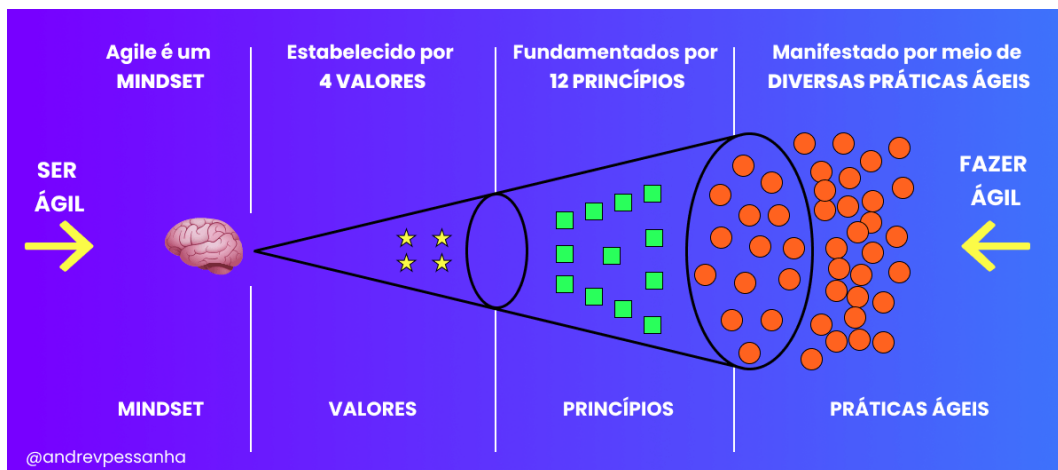 Agile é um
MINDSET
Estabelecido por
4 VALORES
Fundamentados por
12 PRINCÍPIOS
Manifestado por meio de
DIVERSAS PRÁTICAS ÁGEIS
SER
ÁGIL
FAZER
ÁGIL
MINDSET
VALORES
PRINCÍPIOS
PRÁTICAS ÁGEIS
@andrevpessanha